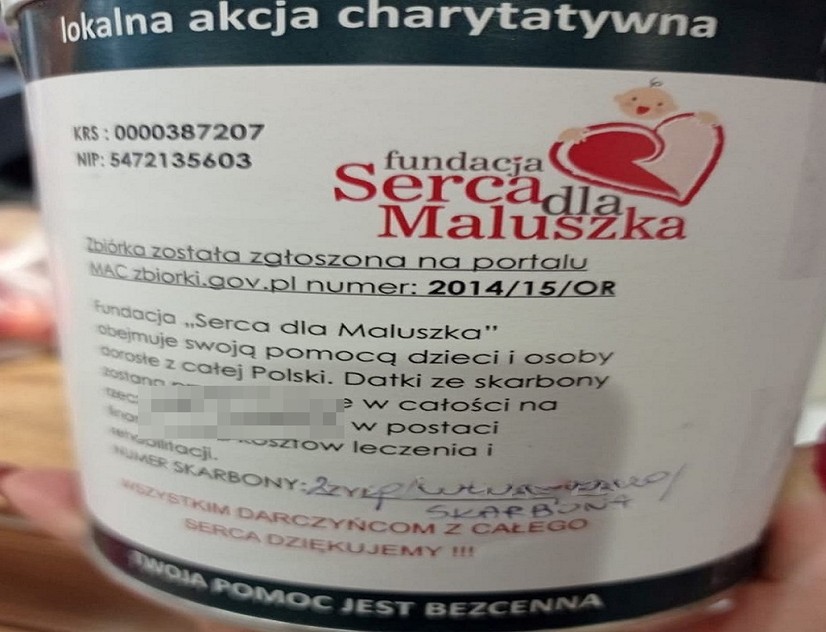 lokalna akcja charytatywna
KRS : 0000387207
NIP: 5472135603
fundacja
Serca dla
Maluszka
Zbiórka została zgłoszona na portalu
MAC zbiorki.gov.pl numer: 2014/15/OR
Fundacja „Serca dla Maluszka”
obejmuje swoją pomocą dzieci i osoby
dorosłe z całej Polski. Datki ze skarbony
zostaną
w całości na
w postaci
kosztów leczenia i
rehabilitacji.
NUMER SKARBONY:
SKARBONA
WSZYSTKIM DARCZYŃCOM Z CAŁEGO
SERCA DZIĘKUJEMY !!!
TWOJA POMOC JEST BEZCENNA